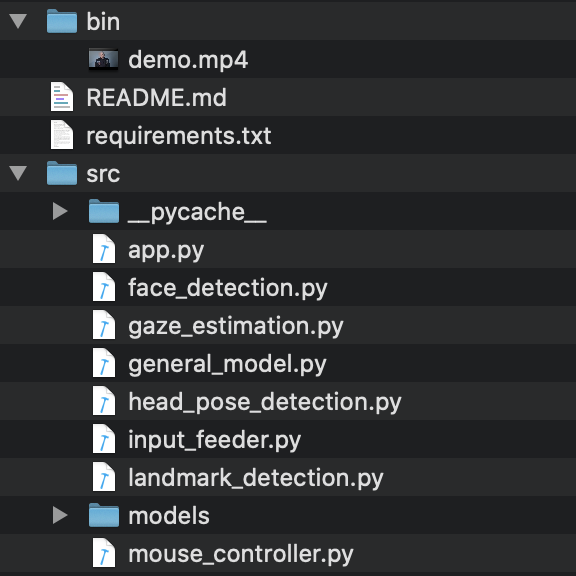 bin
demo.mp4
README.md
requirements.txt
src
__pycache__
app.py
face_detection.py
gaze_estimation.py
general_model.py
head_pose_detection.py
input_feeder.py
landmark_detection.py
models
mouse_controller.py